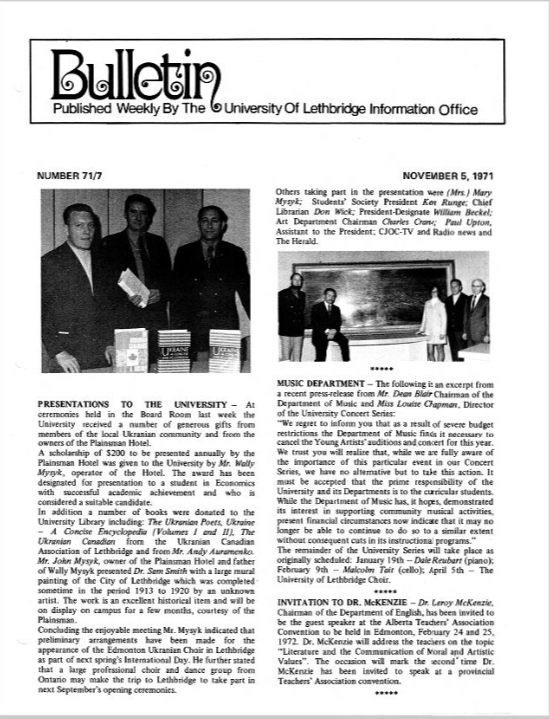 Bulletin
Published Weekly By The University Of Lethbridge Information Office
NUMBER 71/7
NOVEMBER 5, 1971
PRESENTATIONS TO THE UNIVERSITY – At
ceremonies held in the Board Room last week the
University received a number of generous gifts from
members of the local Ukranian community and from the
owners of the Plainsman Hotel.
A scholarship of $200 to be presented annually by the
Plainsman Hotel was given to the University by Mr. Wally
Mysyk, operator of the Hotel. The award has been
designated for presentation to a student in Economics
with successful academic achievement and who is
considered a suitable candidate.
In addition a number of books were donated to the
University Library including: The Ukranian Poets, Ukraine
– A Concise Encyclopedia [Volumes I and II], The
Ukranian Canadian from the Ukranian Canadian
Association of Lethbridge and from Mr. Andy Auramenko.
Mr. John Mysyk, owner of the Plainsman Hotel and father
of Wally Mysyk presented Dr. Sam Smith with a large mural
painting of the City of Lethbridge which was completed
sometime in the period 1913 to 1920 by an unknown
artist. The work is an excellent historical item and will be
on display on campus for a few months, courtesy of the
Plainsman.
Concluding the enjoyable meeting Mr. Mysyk indicated that
preliminary arrangements have been made for the
appearance of the Edmonton Ukranian Choir in Lethbridge
as part of next spring's International Day. He further stated
that a large professional choir and dance group from
Ontario may make the trip to Lethbridge to take part in
next September's opening ceremonies.
Others taking part in the presentation were (Mrs.) Mary
Mysyk; Students' Society President Ken Runge; Chief
Librarian Don Wick; President-Designate William Beckel;
Art Department Chairman Charles Crane; Paul Upton,
Assistant to the President; CJOC-TV and Radio news and
The Herald.
*****
MUSIC DEPARTMENT – The following is an excerpt from
a recent press-release from Mr. Dean Blair Chairman of the
Department of Music and Miss Louise Chapman, Director
of the University Concert Series:
"We regret to inform you that as a result of severe budget
restrictions the Department of Music finds it necessary to
cancel the Young Artists' auditions and concert for this year.
We trust you will realize that, while we are fully aware of
the importance of this particular event in our Concert
Series, we have no alternative but to take this action. It
must be accepted that the prime responsibility of the
University and its Departments is to the curricular students.
While the Department of Music has, it hopes, demonstrated
its interest in supporting community musical activities,
present financial circumstances now indicate that it may no
longer be able to continue to do so to a similar extent
without consequent cuts in its instructional programs."
The remainder of the University Series will take place as
originally scheduled: January 19th – Dale Reubart (piano);
February 9th – Malcolm Tait (cello); April 5th – The
University of Lethbridge Choir.
*****
INVITATION TO DR. McKENZIE – Dr. Leroy McKenzie,
Chairman of the Department of English, has been invited to
be the guest speaker at the Alberta Teachers' Association
Convention to be held in Edmonton, February 24 and 25,
1972. Dr. McKenzie will address the teachers on the topic
"Literature and the Communication of Moral and Artistic
Values". The occasion will mark the second time Dr.
McKenzie has been invited to speak at a provincial
Teachers' Association convention.
*****